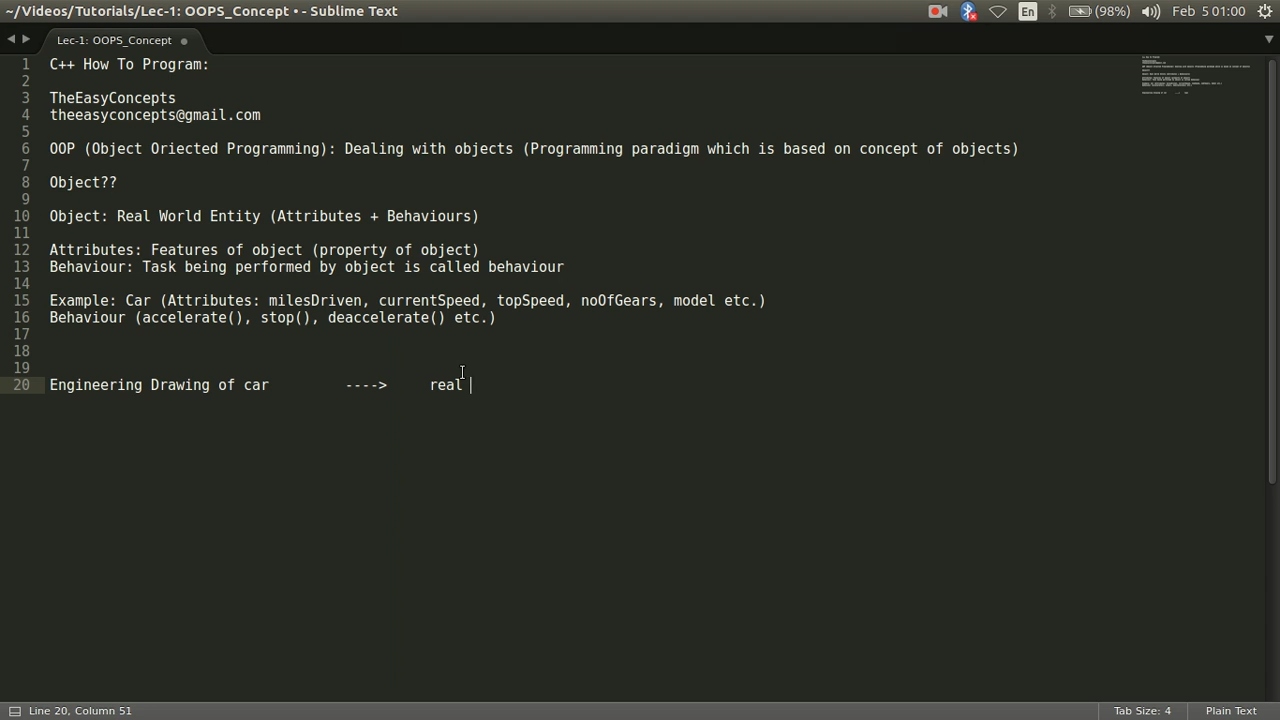 ~/Videos/Tutorials/Lec-1: OOPS_Concept • - Sublime Text
En
(98%)
Feb 5 01:00
Lec-1: OOPS_Concept
1 C++ How To Program:
2
3 TheEasyConcepts
4 theeasyconcepts@gmail.com
5
6 OOP (Object Oriected Programming): Dealing with objects (Programming paradigm which is based on concept of objects)
7
8 Object??
9
10 Object: Real World Entity (Attributes + Behaviours)
11
12 Attributes: Features of object (property of object)
13 Behaviour: Task being performed by object is called behaviour
14
15 Example: Car (Attributes: milesDriven, currentSpeed, topSpeed, noOfGears, model etc.)
16 Behaviour (accelerate(), stop(), deaccelerate() etc.)
17
18
19
20 Engineering Drawing of car ----> real
Line 20, Column 51
Tab Size: 4
Plain Text